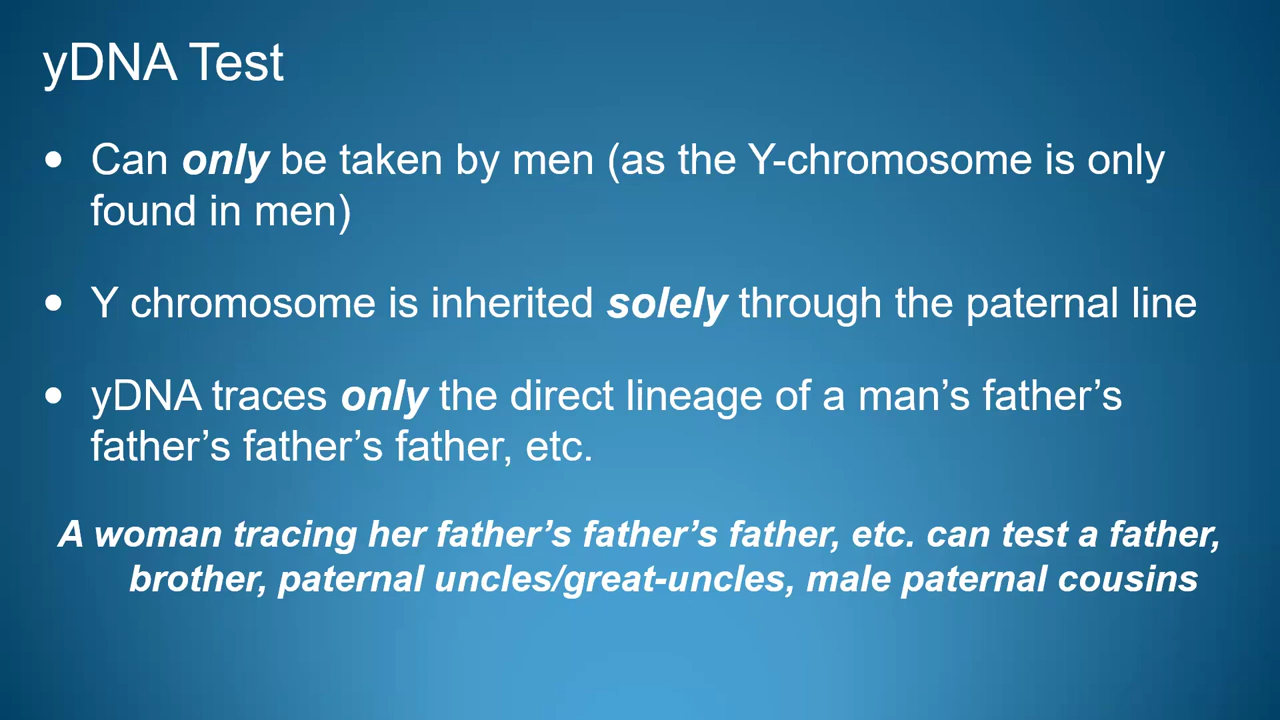 yDNA Test
• Can only be taken by men (as the Y-chromosome is only
found in men)
• Y chromosome is inherited solely through the paternal line
• yDNA traces only the direct lineage of a man’s father’s
father’s father’s father, etc.
A woman tracing her father’s father’s father, etc. can test a father,
brother, paternal uncles/great-uncles, male paternal cousins